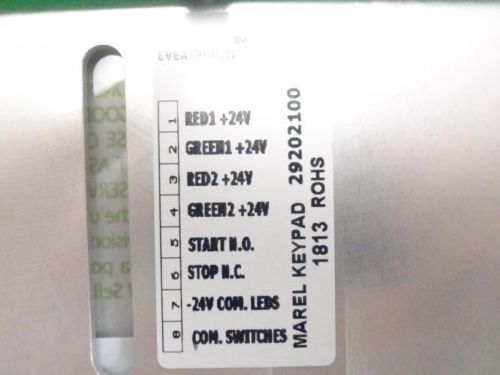 1 RED1 +24V
2 GREEN1 +24V
3 RED2 +24V
4 GREEN2 +24V
5 START N.O.
6 STOP N.C.
7 -24V COM. LEDS
8 COM. SWITCHES
MAREL KEYPAD 29202100
1813 ROHS